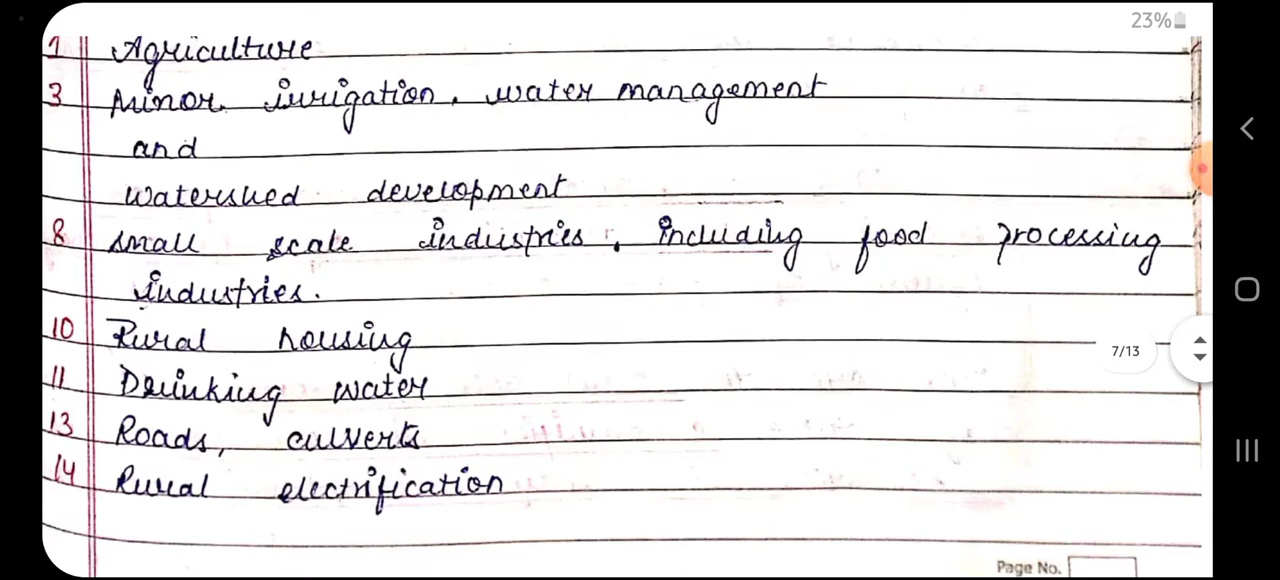 23%
1 Agriculture
3 Minor. irrigation, water management
and
watershed development
8 small scale industries, including food processing
industries.
10 Rural housing
7/13
11 Drinking water
13 Roads, culverts
14 Rural electrification
Page No.